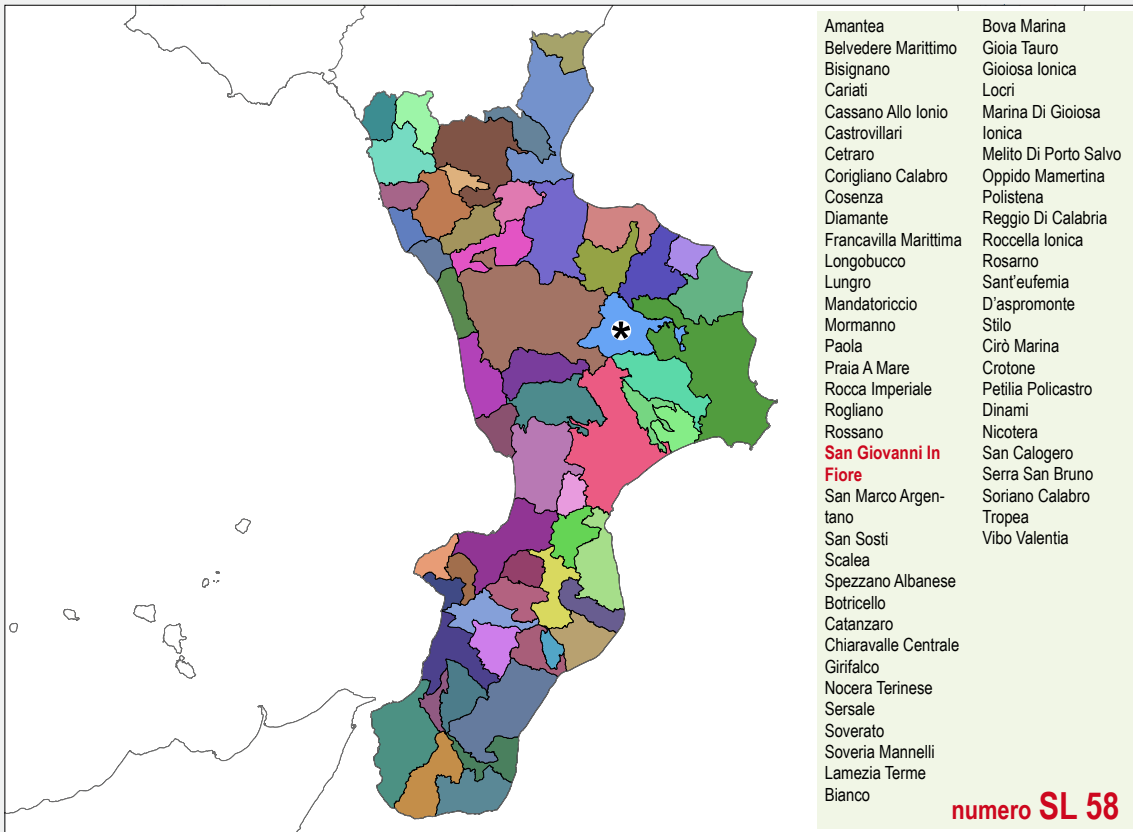 Amantea
Belvedere Marittimo
Bisignano
Cariati
Cassano Allo Ionio
Castrovillari
Cetraro
Corigliano Calabro
Cosenza
Diamante
Francavilla Marittima
Longobucco
Lungro
Mandatoriccio
Mormanno
Paola
Praia A Mare
Rocca Imperiale
Rogliano
Rossano
San Giovanni In
Fiore
San Marco Argen-
tano
San Sosti
Scalea
Spezzano Albanese
Botricello
Catanzaro
Chiaravalle Centrale
Girifalco
Nocera Terinese
Sersale
Soverato
Soveria Mannelli
Lamezia Terme
Bianco
Bova Marina
Gioia Tauro
Gioiosa Ionica
Locri
Marina Di Gioiosa
Ionica
Melito Di Porto Salvo
Oppido Mamertina
Polistena
Reggio Di Calabria
Roccella Ionica
Rosarno
Sant'eufemia
D'aspromonte
Stilo
Cirò Marina
Crotone
Petilia Policastro
Dinami
Nicotera
San Calogero
Serra San Bruno
Soriano Calabro
Tropea
Vibo Valentia
numero SL 58
*